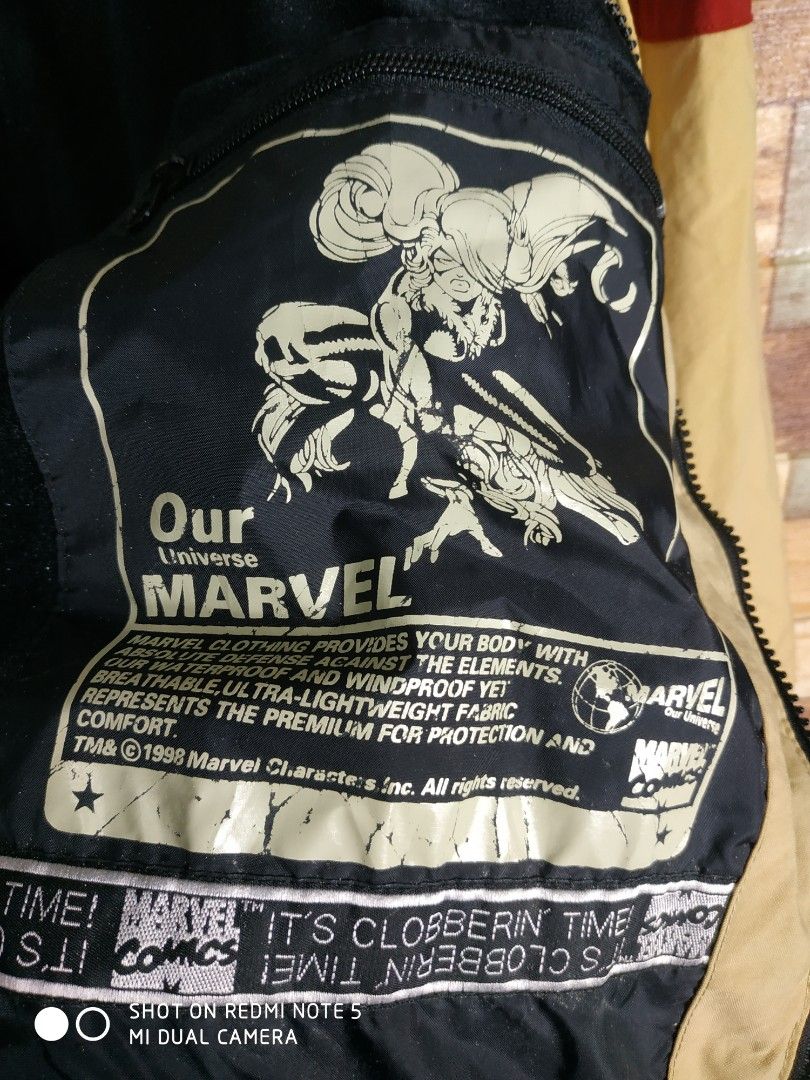 Our
Universe
MARVEL
MARVEL CLOTHING PROVIDES YOUR BODY WITH
ABSOLUTE DEFENSE AGAINST THE ELEMENTS.
OUR WATERPROOF AND WINDPROOF YET
BREATHABLE ULTRA-LIGHTWEIGHT FABRIC
REPRESENTS THE PREMIUM FOR PROTECTION AND
COMFORT.
TM& ©1998 Marvel Characters Inc. All rights reserved.
MARVEL
Our Universe
MARVEL
COMICS
TIME! MARVEL COMICS™ IT'S CLOBBERIN' TIME!
IT'S IT'S CLOBBERIN' TIME! MARVEL COMICS
SHOT ON REDMI NOTE 5
MI DUAL CAMERA